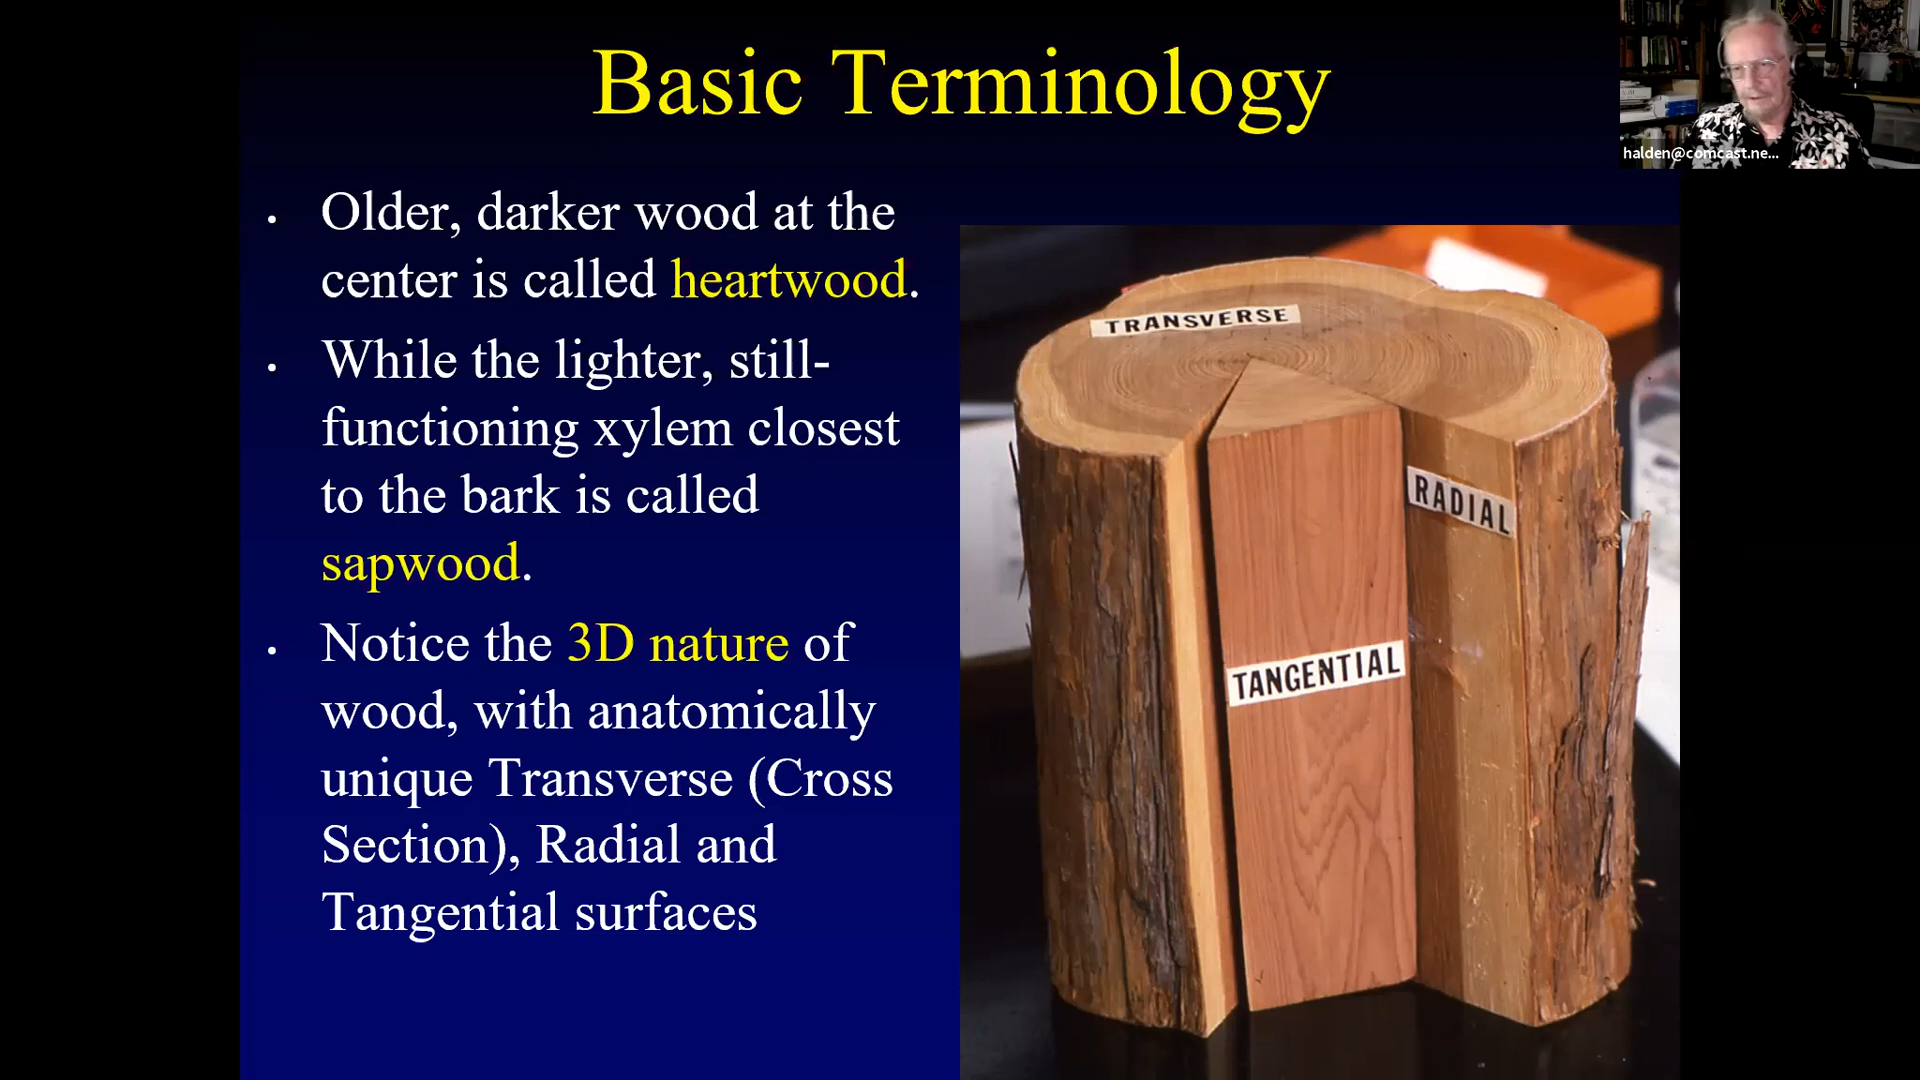 Basic Terminology
halden@comcast.ne...
• Older, darker wood at the
center is called heartwood.
• While the lighter, still-
functioning xylem closest
to the bark is called
sapwood.
• Notice the 3D nature of
wood, with anatomically
unique Transverse (Cross
Section), Radial and
Tangential surfaces
TRANSVERSE
RADIAL
TANGENTIAL